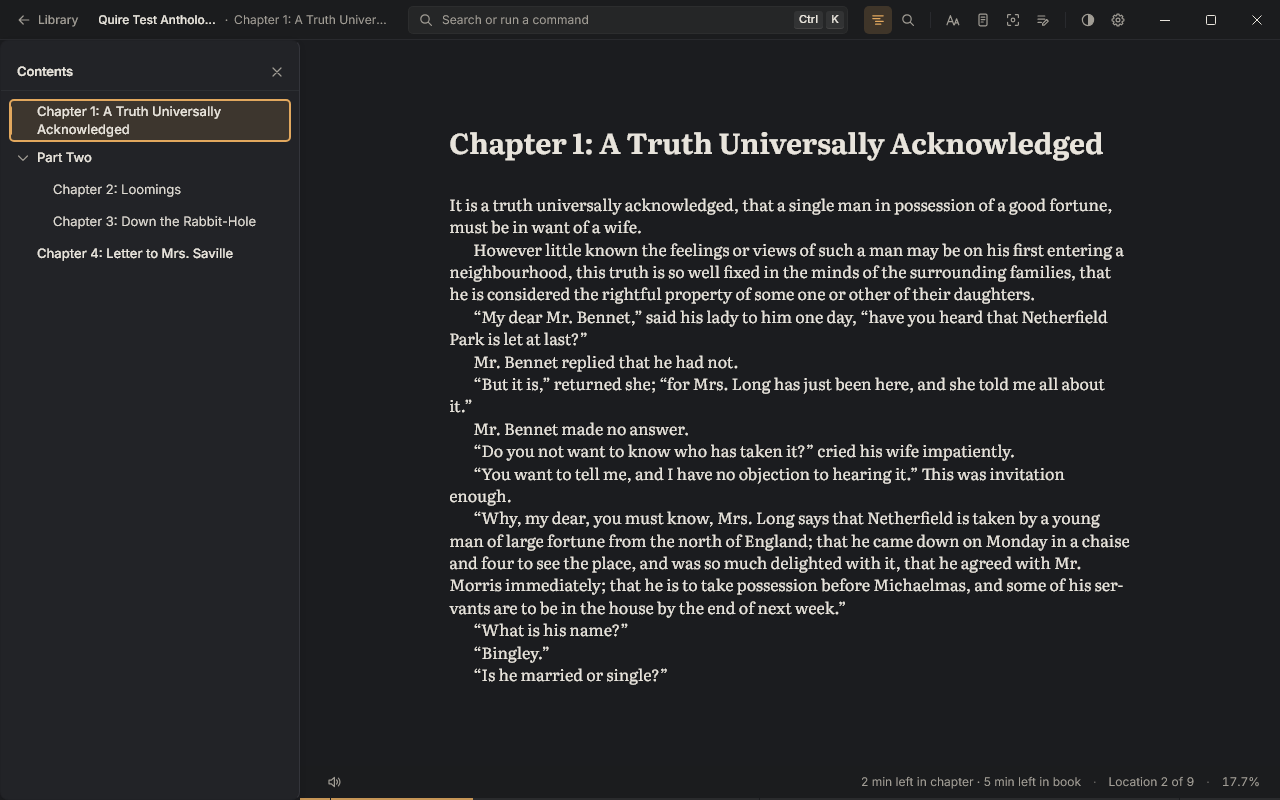 Library
Quire Test Antholo... · Chapter 1: A Truth Univer...
Search or run a command
Ctrl K
Contents
Chapter 1: A Truth Universally
Acknowledged
Part Two
Chapter 2: Loomings
Chapter 3: Down the Rabbit-Hole
Chapter 4: Letter to Mrs. Saville
Chapter 1: A Truth Universally Acknowledged
It is a truth universally acknowledged, that a single man in possession of a good fortune,
must be in want of a wife.
However little known the feelings or views of such a man may be on his first entering a
neighbourhood, this truth is so well fixed in the minds of the surrounding families, that
he is considered the rightful property of some one or other of their daughters.
“My dear Mr. Bennet,” said his lady to him one day, “have you heard that Netherfield
Park is let at last?”
Mr. Bennet replied that he had not.
“But it is,” returned she; “for Mrs. Long has just been here, and she told me all about
it.”
Mr. Bennet made no answer.
“Do you not want to know who has taken it?” cried his wife impatiently.
“You want to tell me, and I have no objection to hearing it.” This was invitation
enough.
“Why, my dear, you must know, Mrs. Long says that Netherfield is taken by a young
man of large fortune from the north of England; that he came down on Monday in a chaise
and four to see the place, and was so much delighted with it, that he agreed with Mr.
Morris immediately; that he is to take possession before Michaelmas, and some of his ser-
vants are to be in the house by the end of next week.”
“What is his name?”
“Bingley.”
“Is he married or single?”
2 min left in chapter · 5 min left in book · Location 2 of 9 · 17.7%